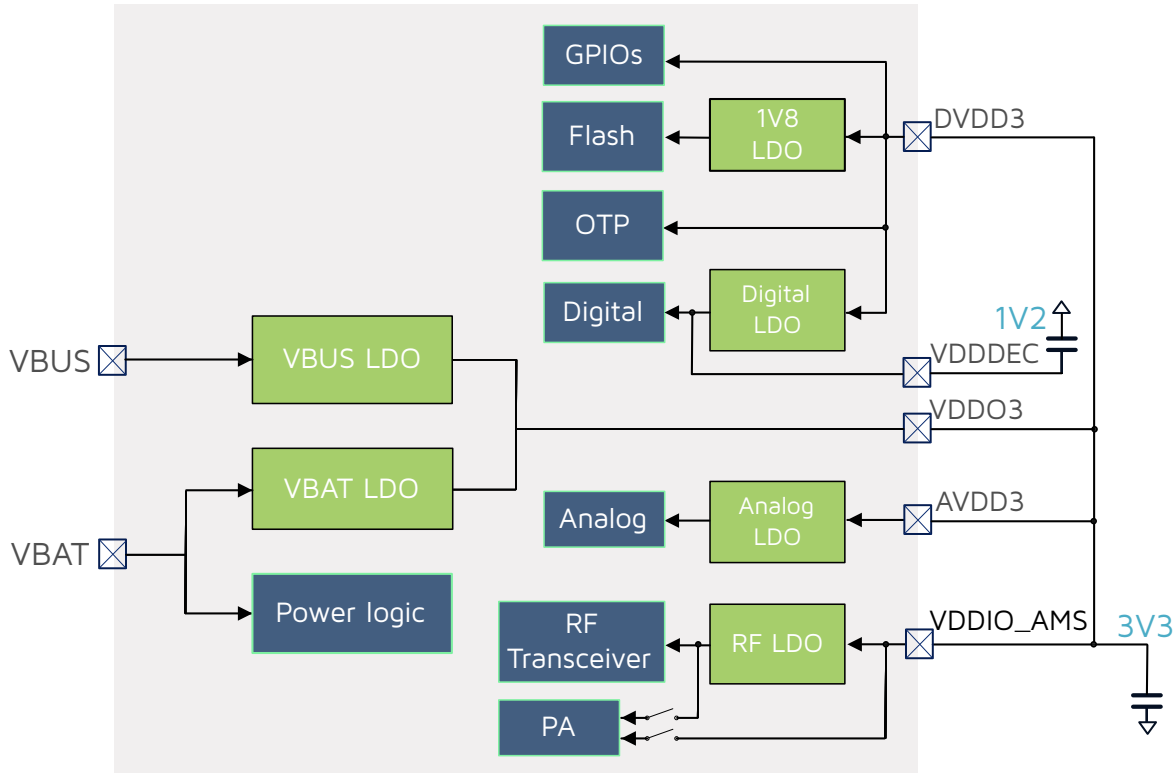 GPIOs
Flash
1V8
LDO
DVDD3
OTP
Digital
Digital
LDO
1V2
VDDDEC
VBUS
VBUS LDO
VDDO3
VBAT LDO
Analog
Analog
LDO
AVDD3
VBAT
Power logic
RF
Transceiver
RF LDO
VDDIO_AMS
3V3
PA